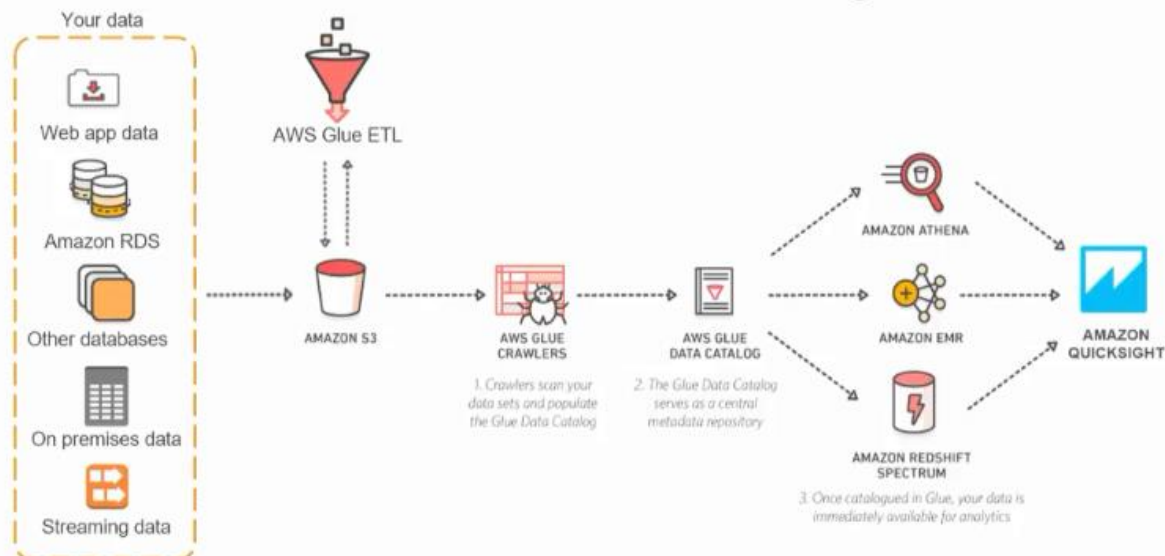 Your data
Web app data
Amazon RDS
Other databases
On premises data
Streaming data
AWS Glue ETL
AMAZON S3
AWS GLUE
CRAWLERS
1. Crawlers scan your
data sets and populate
the Glue Data Catalog
AWS GLUE
DATA CATALOG
2. The Glue Data Catalog
serves as a central
metadata repository
AMAZON ATHENA
AMAZON EMR
AMAZON REDSHIFT
SPECTRUM
3. Once catalogued in Glue, your data is
immediately available for analytics
AMAZON
QUICKSIGHT